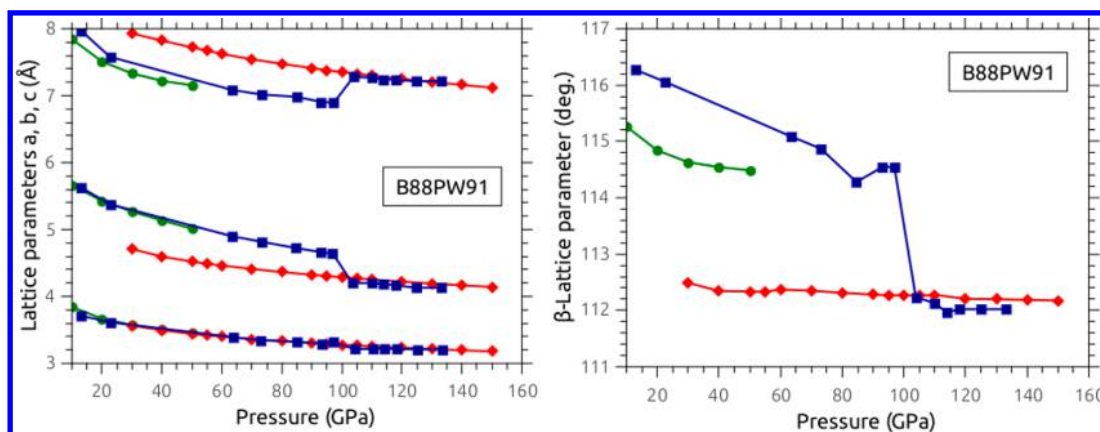 8
7
6
5
4
3
Lattice parameters a, b, c (Å)
B88PW91
20 40 60 80 100 120 140 160
Pressure (GPa)
117
116
115
114
113
112
111
β-Lattice parameter (deg.)
B88PW91
20 40 60 80 100 120 140 160
Pressure (GPa)